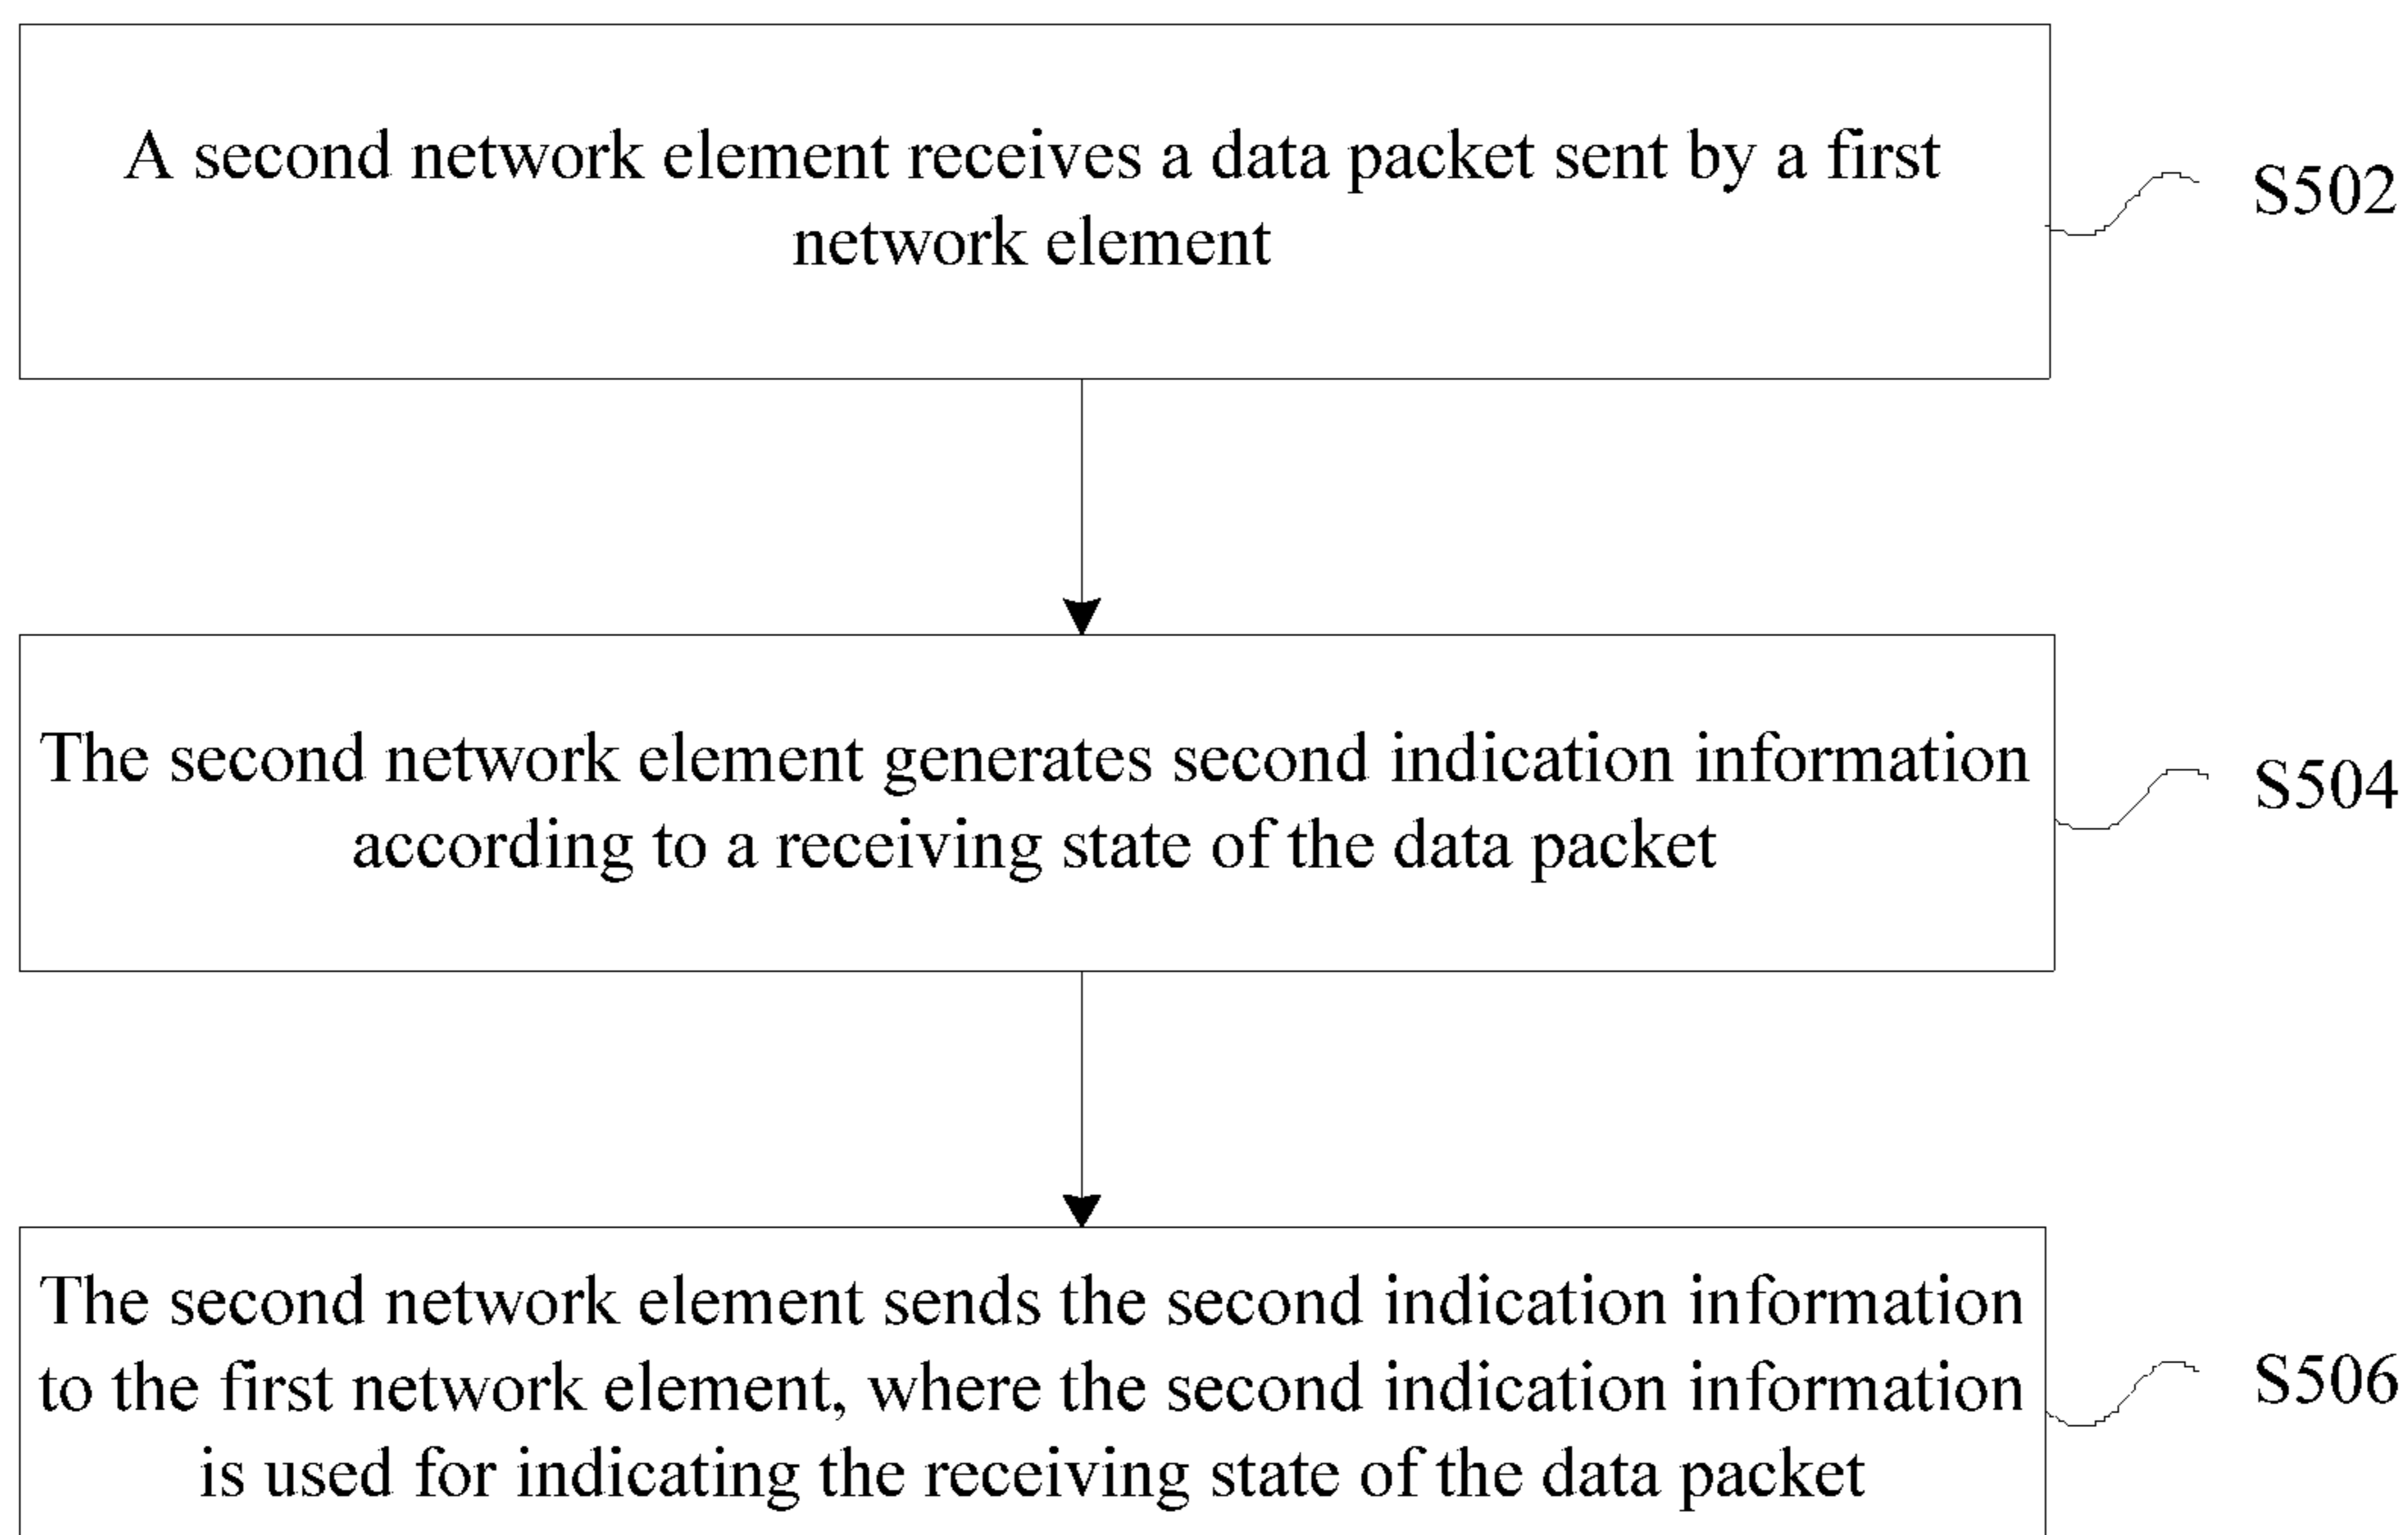 A second network element receives a data packet sent by a first
network element
S502
The second network element generates second indication information
according to a receiving state of the data packet
S504
The second network element sends the second indication information
to the first network element, where the second indication information
is used for indicating the receiving state of the data packet
S506